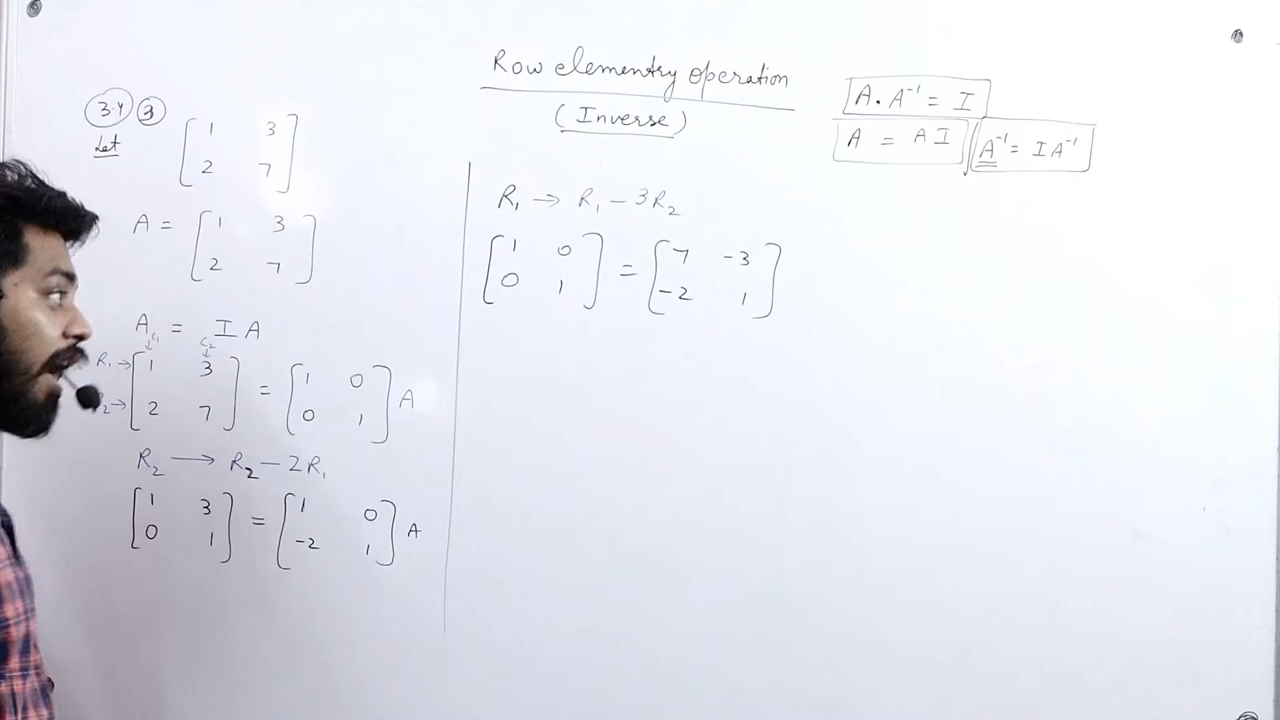 Row elementry operation
(Inverse)
A. A⁻¹ = I
A = A I
A⁻¹ = I A⁻¹
3.4 3
Let
[1 3
2 7]
A = [1 3
2 7]
A = I A
C₁ C₂
R₁ → [1 3
2 7] = [1 0
0 1] A
R₂ ⟶ R₂ - 2R₁
[1 3
0 1] = [1 0
-2 1] A
R₁ → R₁ - 3R₂
[1 0
0 1] = [7 -3
-2 1]